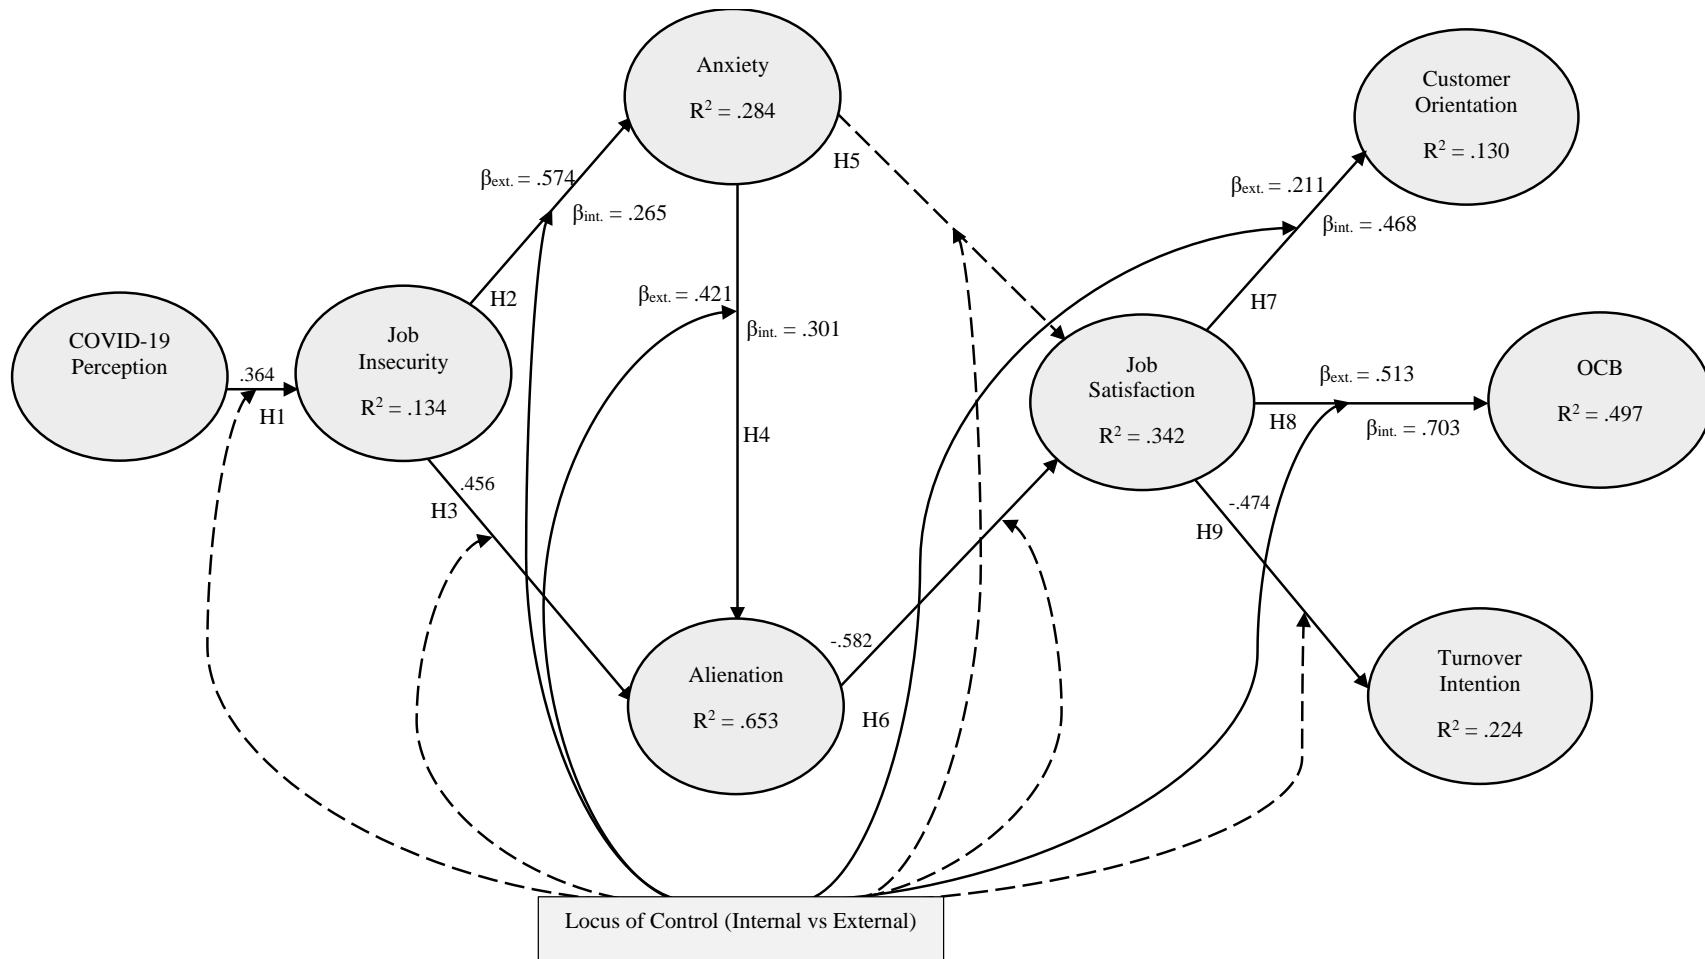 Anxiety
R² = .284
Customer
Orientation
R² = .130
H5
βext. = .574
βint. = .265
βext. = .211
βint. = .468
H2
βext. = .421
βint. = .301
H7
COVID-19
Perception
.364
H1
Job
Insecurity
R² = .134
Job
Satisfaction
R² = .342
βext. = .513
H8
βint. = .703
OCB
R² = .497
H4
.456
H3
-.474
H9
-.582
H6
Alienation
R² = .653
Turnover
Intention
R² = .224
Locus of Control (Internal vs External)